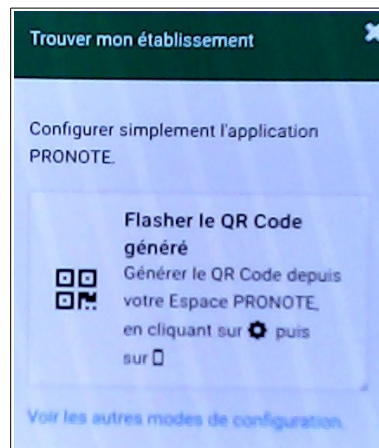 Trouver mon établissement
Configurer simplement l'application
PRONOTE.
Flasher le QR Code
généré
Générer le QR Code depuis
votre Espace PRONOTE,
en cliquant sur puis
sur
Voir les autres modes de configuration.